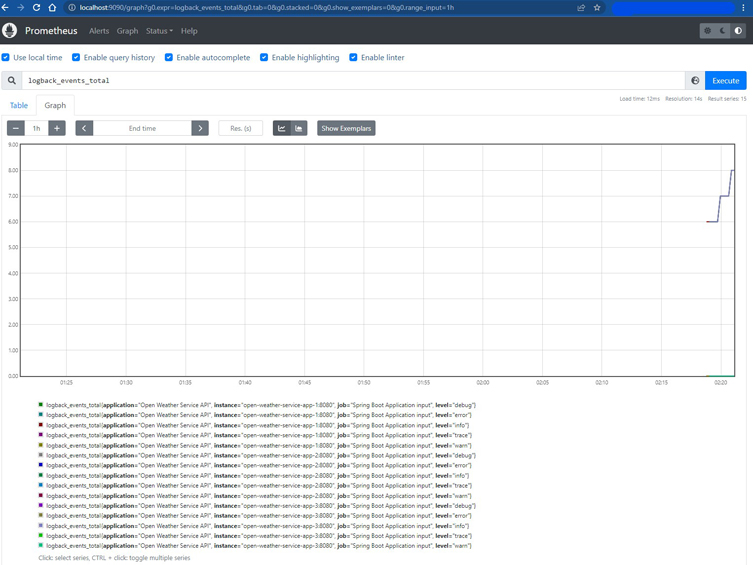 localhost:9090/graph?g0.expr=logback_events_total&g0.tab=0&g0.stacked=0&g0.show_exemplars=0&g0.range_input=1h
Prometheus Alerts Graph Status Help
Use local time Enable query history Enable autocomplete Enable highlighting Enable linter
logback_events_total Execute
Load time: 12ms Resolution: 14s Result series: 15
Table Graph
1h End time Res. (s) Show Exemplars
9.00
8.00
7.00
6.00
5.00
4.00
3.00
2.00
1.00
0.00
01:25 01:30 01:35 01:40 01:45 01:50 01:55 02:00 02:05 02:10 02:15 02:20
logback_events_total{application="Open Weather Service API", instance="open-weather-service-app-1:8080", job="Spring Boot Application input", level="debug"}
logback_events_total{application="Open Weather Service API", instance="open-weather-service-app-1:8080", job="Spring Boot Application input", level="error"}
logback_events_total{application="Open Weather Service API", instance="open-weather-service-app-1:8080", job="Spring Boot Application input", level="info"}
logback_events_total{application="Open Weather Service API", instance="open-weather-service-app-1:8080", job="Spring Boot Application input", level="trace"}
logback_events_total{application="Open Weather Service API", instance="open-weather-service-app-1:8080", job="Spring Boot Application input", level="warn"}
logback_events_total{application="Open Weather Service API", instance="open-weather-service-app-2:8080", job="Spring Boot Application input", level="debug"}
logback_events_total{application="Open Weather Service API", instance="open-weather-service-app-2:8080", job="Spring Boot Application input", level="error"}
logback_events_total{application="Open Weather Service API", instance="open-weather-service-app-2:8080", job="Spring Boot Application input", level="info"}
logback_events_total{application="Open Weather Service API", instance="open-weather-service-app-2:8080", job="Spring Boot Application input", level="trace"}
logback_events_total{application="Open Weather Service API", instance="open-weather-service-app-2:8080", job="Spring Boot Application input", level="warn"}
logback_events_total{application="Open Weather Service API", instance="open-weather-service-app-3:8080", job="Spring Boot Application input", level="debug"}
logback_events_total{application="Open Weather Service API", instance="open-weather-service-app-3:8080", job="Spring Boot Application input", level="error"}
logback_events_total{application="Open Weather Service API", instance="open-weather-service-app-3:8080", job="Spring Boot Application input", level="info"}
logback_events_total{application="Open Weather Service API", instance="open-weather-service-app-3:8080", job="Spring Boot Application input", level="trace"}
logback_events_total{application="Open Weather Service API", instance="open-weather-service-app-3:8080", job="Spring Boot Application input", level="warn"}
Click: select series, CTRL + click: toggle multiple series